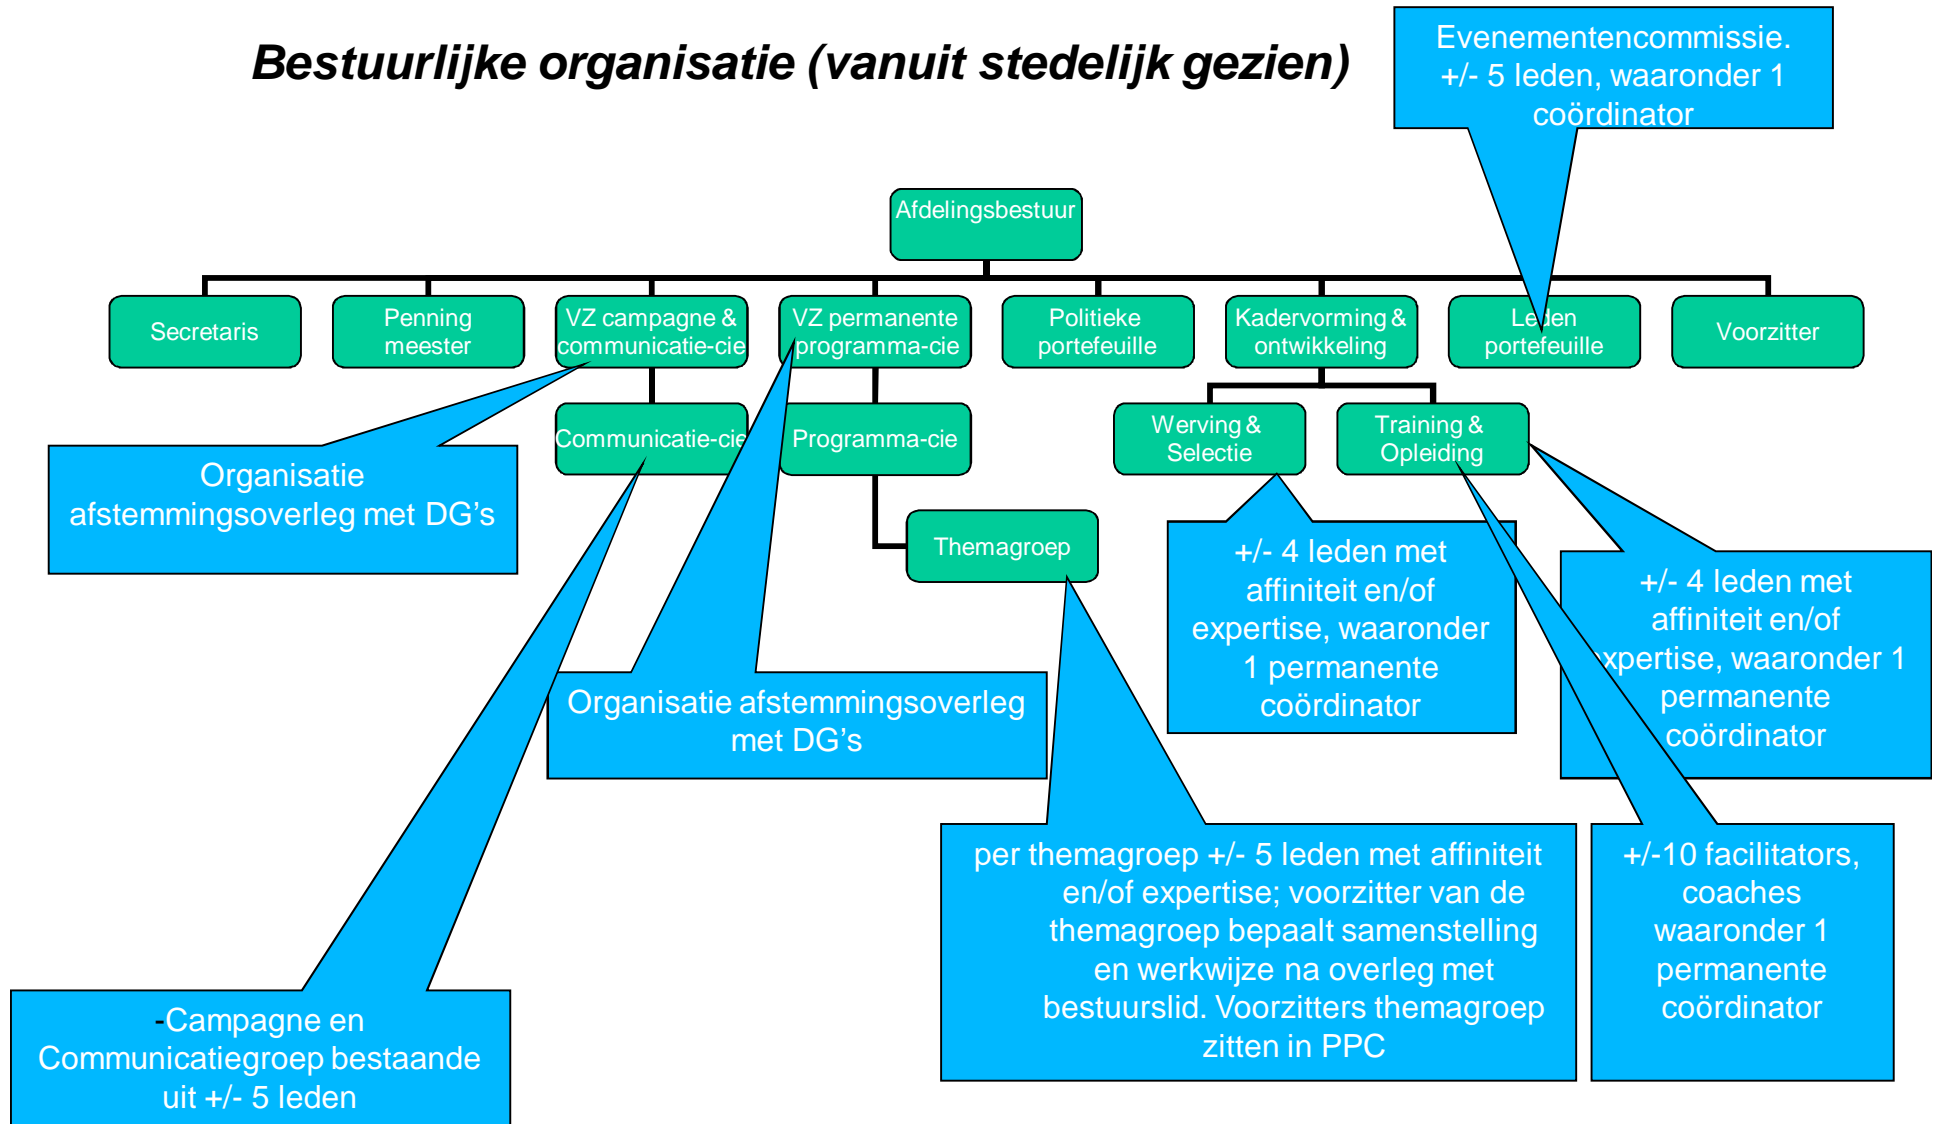 Bestuurlijke organisatie (vanuit stedelijk gezien)
Evenementencommissie.
+/- 5 leden, waaronder 1
coördinator
Afdelingsbestuur
Secretaris
Penning
meester
VZ campagne &
communicatie-cie
VZ permanente
programma-cie
Politieke
portefeuille
Kadervorming &
ontwikkeling
Leden
portefeuille
Voorzitter
Communicatie-cie
Programma-cie
Werving &
Selectie
Training &
Opleiding
Themagroep
Organisatie
afstemmingsoverleg met DG’s
Organisatie afstemmingsoverleg
met DG’s
+/- 4 leden met
affiniteit en/of
expertise, waaronder
1 permanente
coördinator
+/- 4 leden met
affiniteit en/of
expertise, waaronder 1
permanente
coördinator
-Campagne en
Communicatiegroep bestaande
uit +/- 5 leden
per themagroep +/- 5 leden met affiniteit
en/of expertise; voorzitter van de
themagroep bepaalt samenstelling
en werkwijze na overleg met
bestuurslid. Voorzitters themagroep
zitten in PPC
+/-10 facilitators,
coaches
waaronder 1
permanente
coördinator